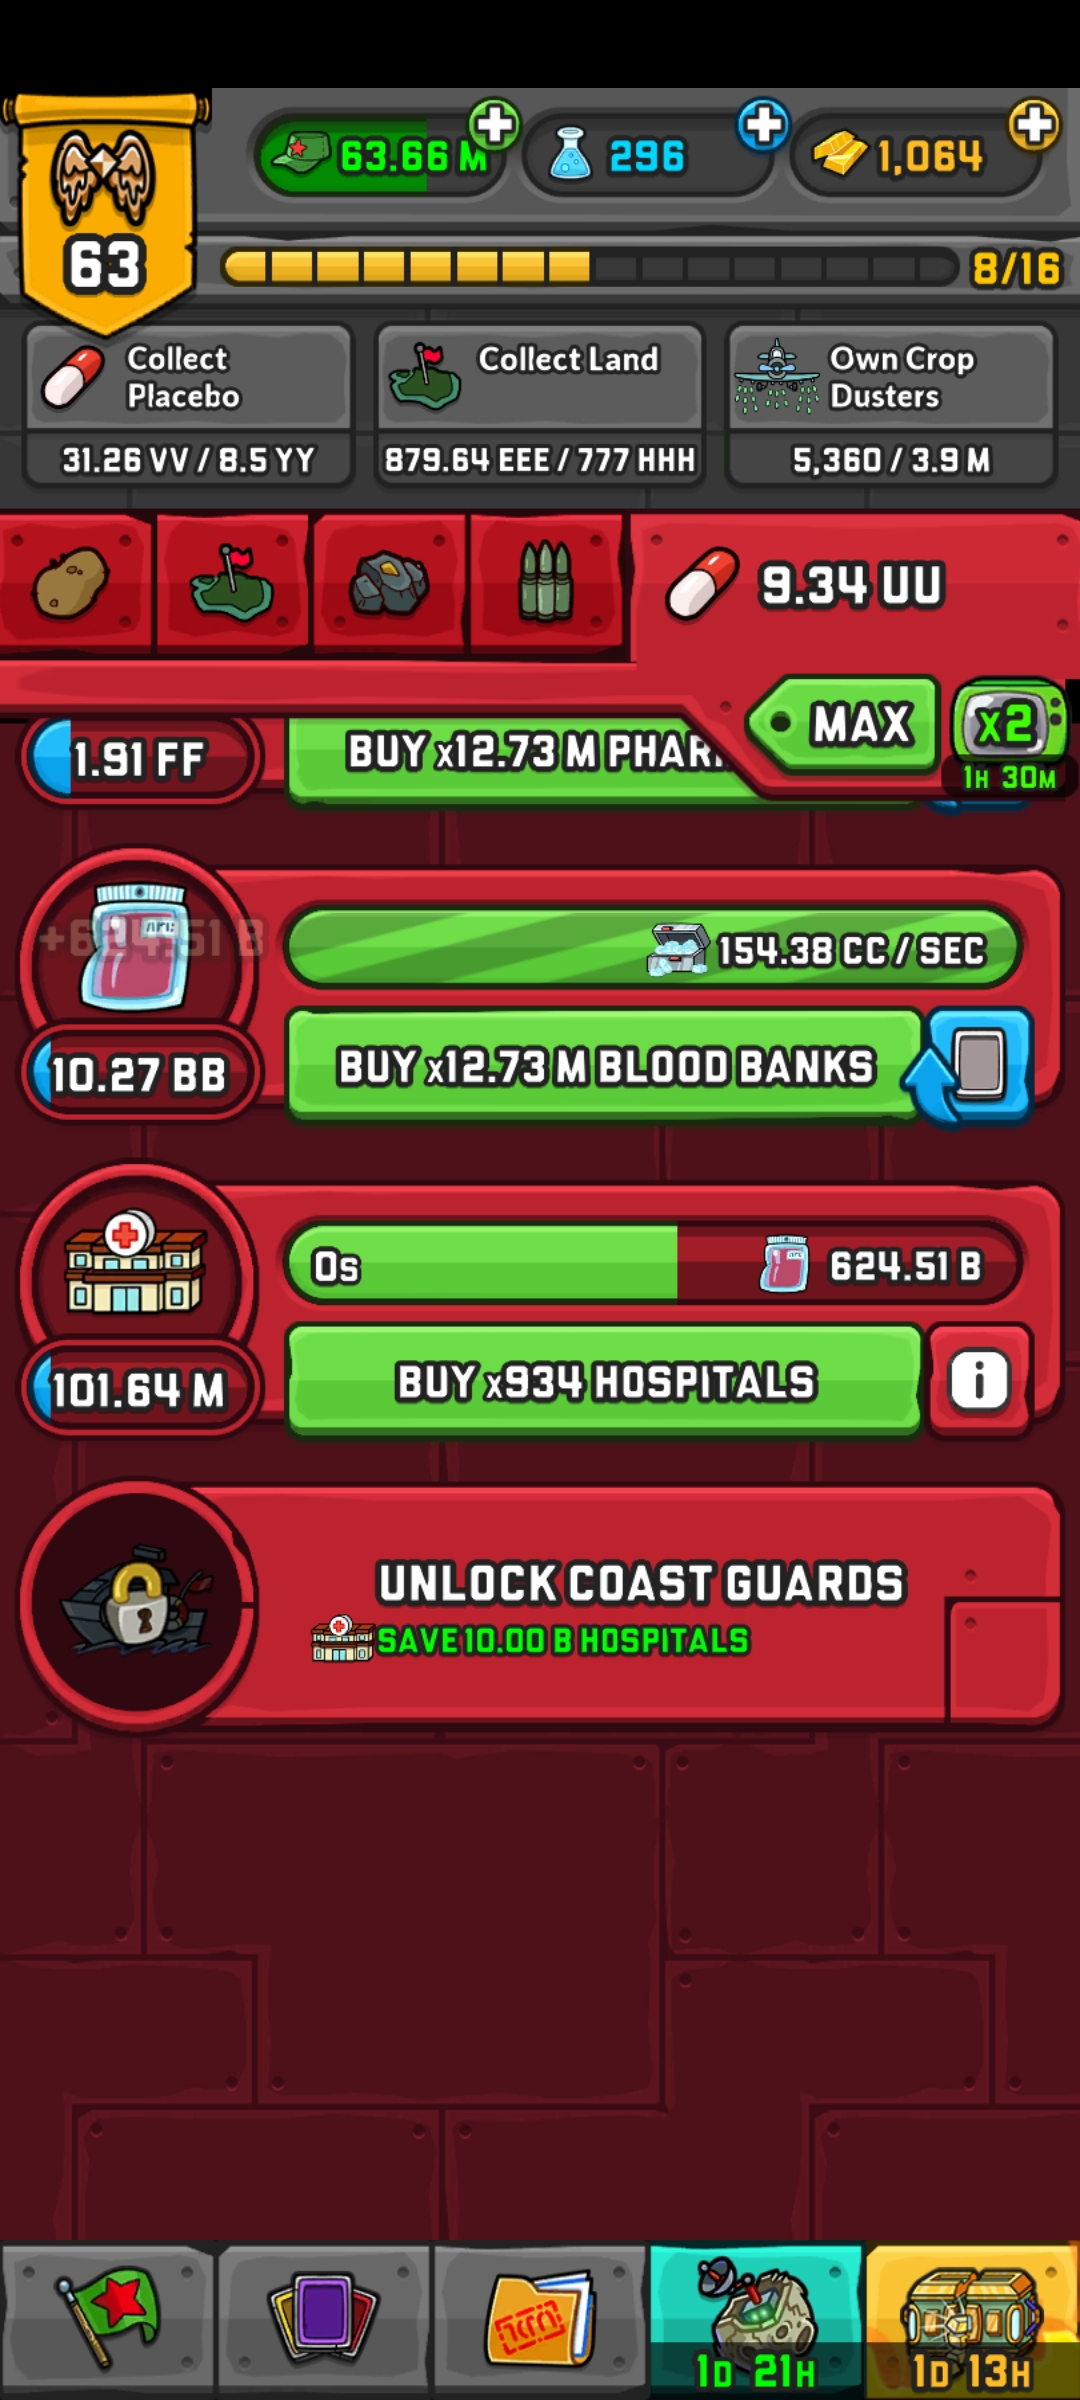 63.66 M
296
1,064
63
8/16
Collect
Placebo
31.26 VV / 8.5 YY
Collect Land
879.64 EEE / 777 HHH
Own Crop
Dusters
5,360 / 3.9 M
9.34 UU
MAX
x2
1H 30M
1.91 FF
BUY x12.73 M PHAR
+624.51 B
154.38 CC / SEC
10.27 BB
BUY x12.73 M BLOOD BANKS
0s
624.51 B
101.64 M
BUY x934 HOSPITALS
i
UNLOCK COAST GUARDS
SAVE 10.00 B HOSPITALS
1D 21H
1D 13H